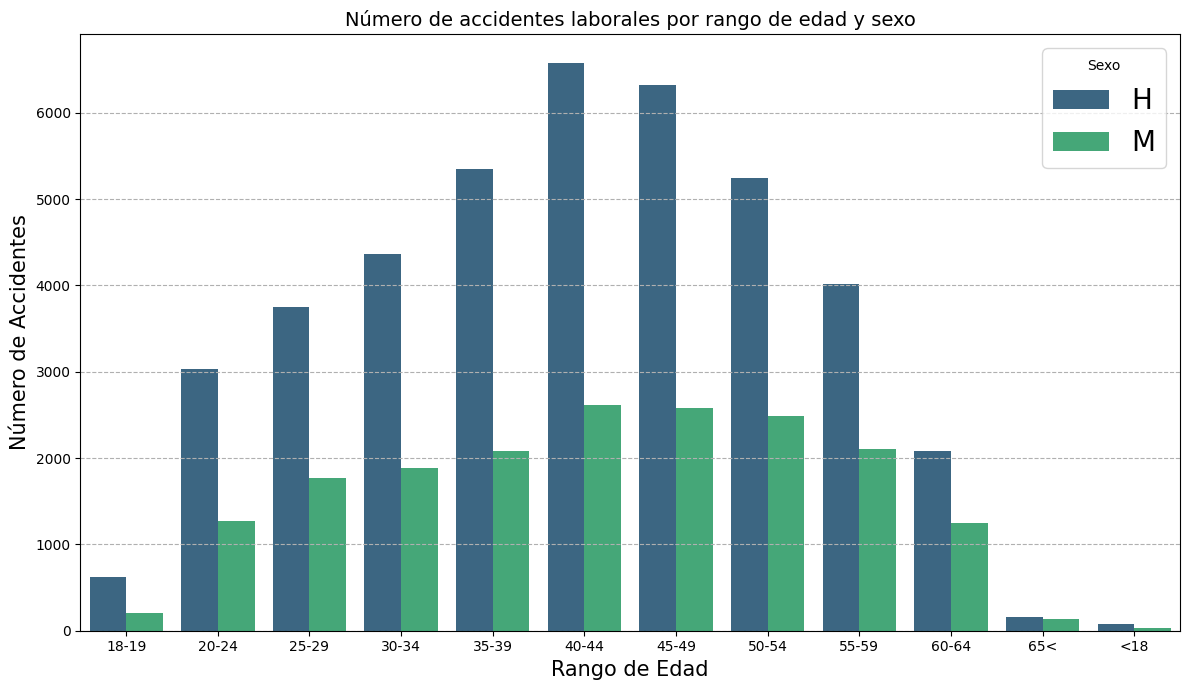 Número de accidentes laborales por rango de edad y sexo
Sexo
H
M
Número de Accidentes
6000
5000
4000
3000
2000
1000
0
18-19 20-24 25-29 30-34 35-39 40-44 45-49 50-54 55-59 60-64 65< <18
Rango de Edad